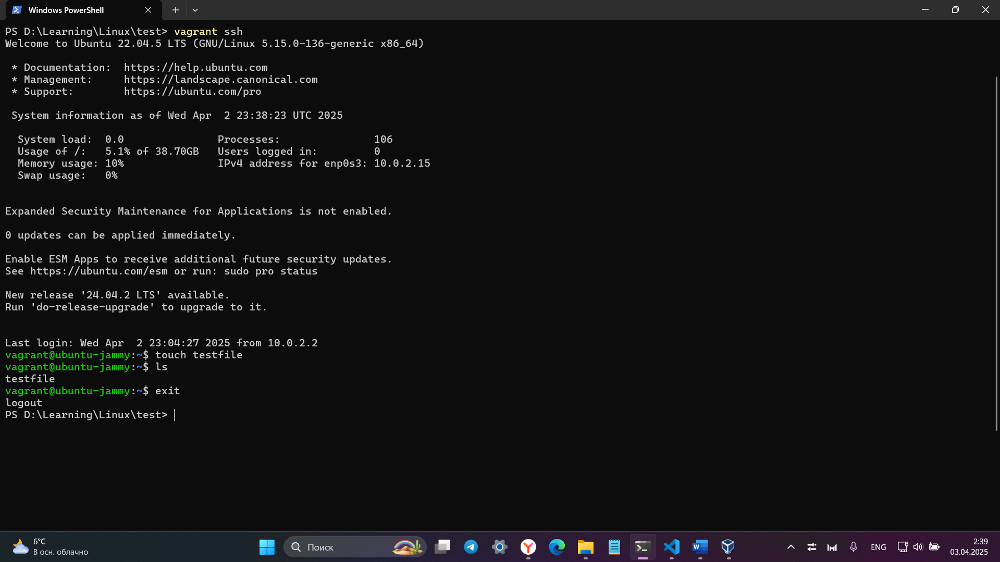 Windows PowerShell
PS D:\Learning\Linux\test> vagrant ssh
Welcome to Ubuntu 22.04.5 LTS (GNU/Linux 5.15.0-136-generic x86_64)
* Documentation:  https://help.ubuntu.com
* Management:     https://landscape.canonical.com
* Support:        https://ubuntu.com/pro
System information as of Wed Apr  2 23:38:23 UTC 2025
System load:  0.0               Processes:               106
Usage of /:   5.1% of 38.70GB   Users logged in:         0
Memory usage: 10%               IPv4 address for enp0s3: 10.0.2.15
Swap usage:   0%
Expanded Security Maintenance for Applications is not enabled.
0 updates can be applied immediately.
Enable ESM Apps to receive additional future security updates.
See https://ubuntu.com/esm or run: sudo pro status
New release '24.04.2 LTS' available.
Run 'do-release-upgrade' to upgrade to it.
Last login: Wed Apr  2 23:04:27 2025 from 10.0.2.2
vagrant@ubuntu-jammy:~$ touch testfile
vagrant@ubuntu-jammy:~$ ls
testfile
vagrant@ubuntu-jammy:~$ exit
logout
PS D:\Learning\Linux\test>
6°C
В осн. облачно
Поиск
ENG
2:39
03.04.2025